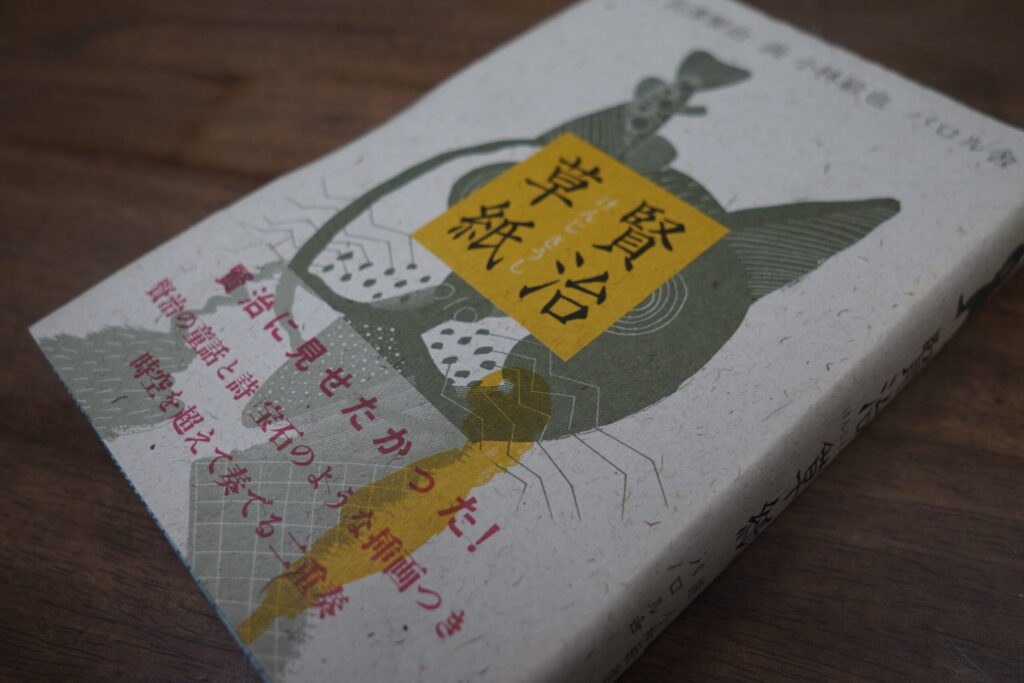 宮澤賢治 画 小林敏也 パロル舎
賢治
草紙
けんじそうし
賢治に見せたかった!
賢治の童話と詩 宝石のような挿画つき
時空を超えて奏でる二重奏
賢治草紙
パロル舎